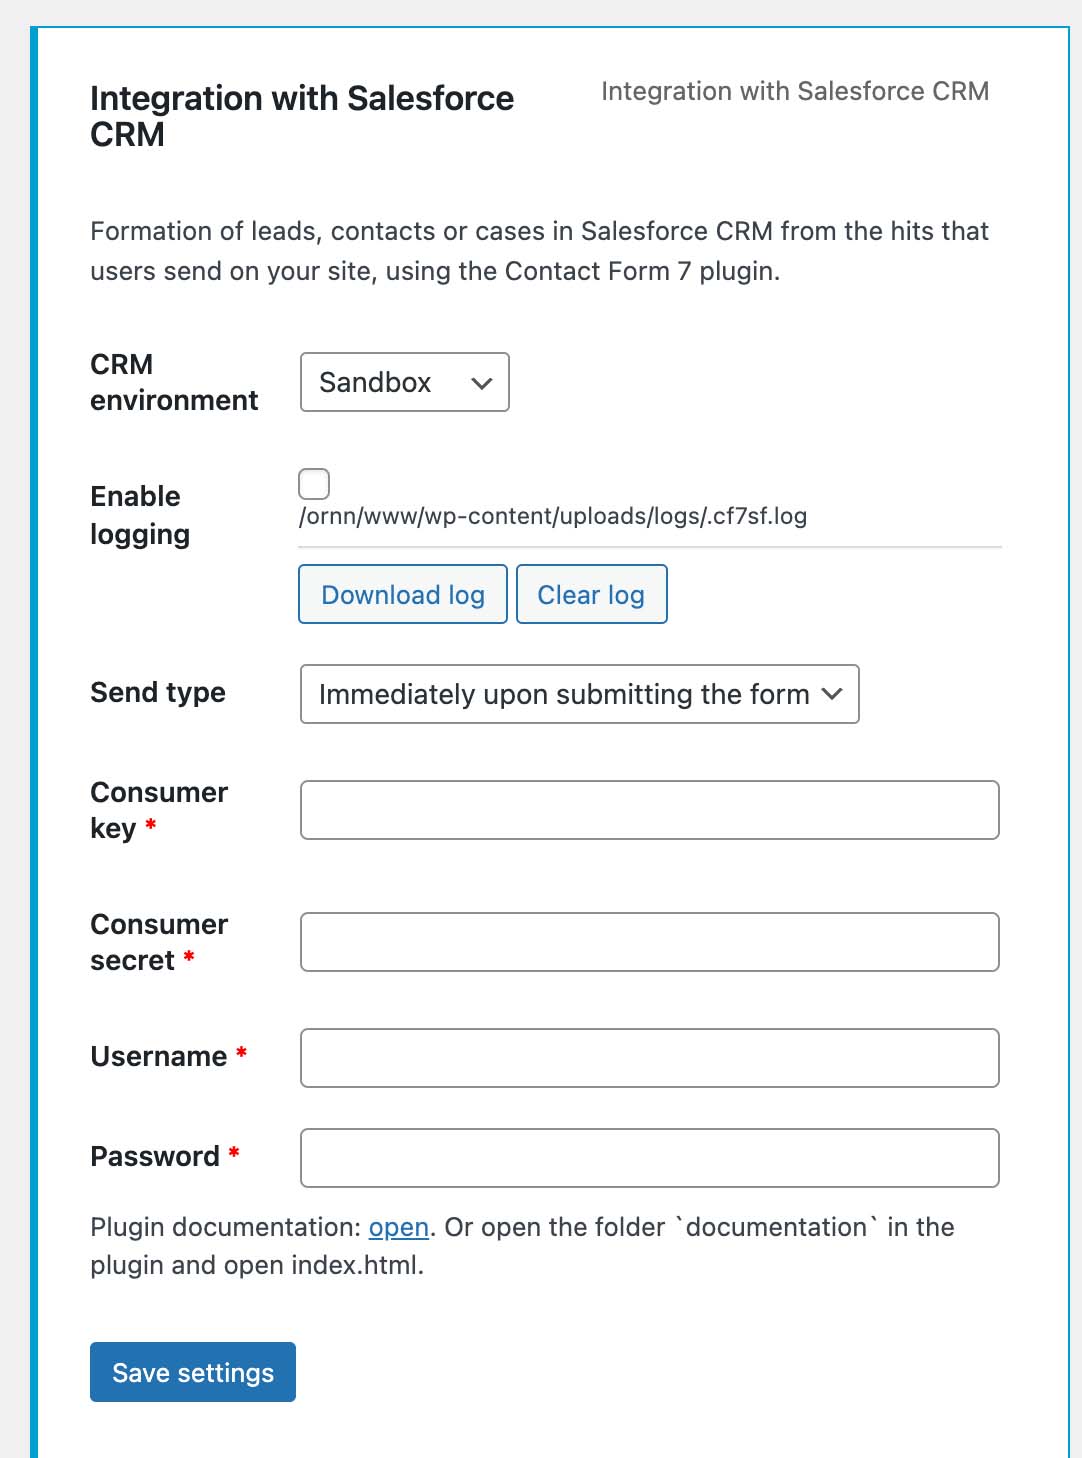 Integration with Salesforce
CRM
Integration with Salesforce CRM
Formation of leads, contacts or cases in Salesforce CRM from the hits that
users send on your site, using the Contact Form 7 plugin.
CRM
environment
Sandbox
Enable
logging
/ornn/www/wp-content/uploads/logs/.cf7sf.log
Download log
Clear log
Send type
Immediately upon submitting the form
Consumer
key *
Consumer
secret *
Username *
Password *
Plugin documentation: open. Or open the folder `documentation` in the
plugin and open index.html.
Save settings